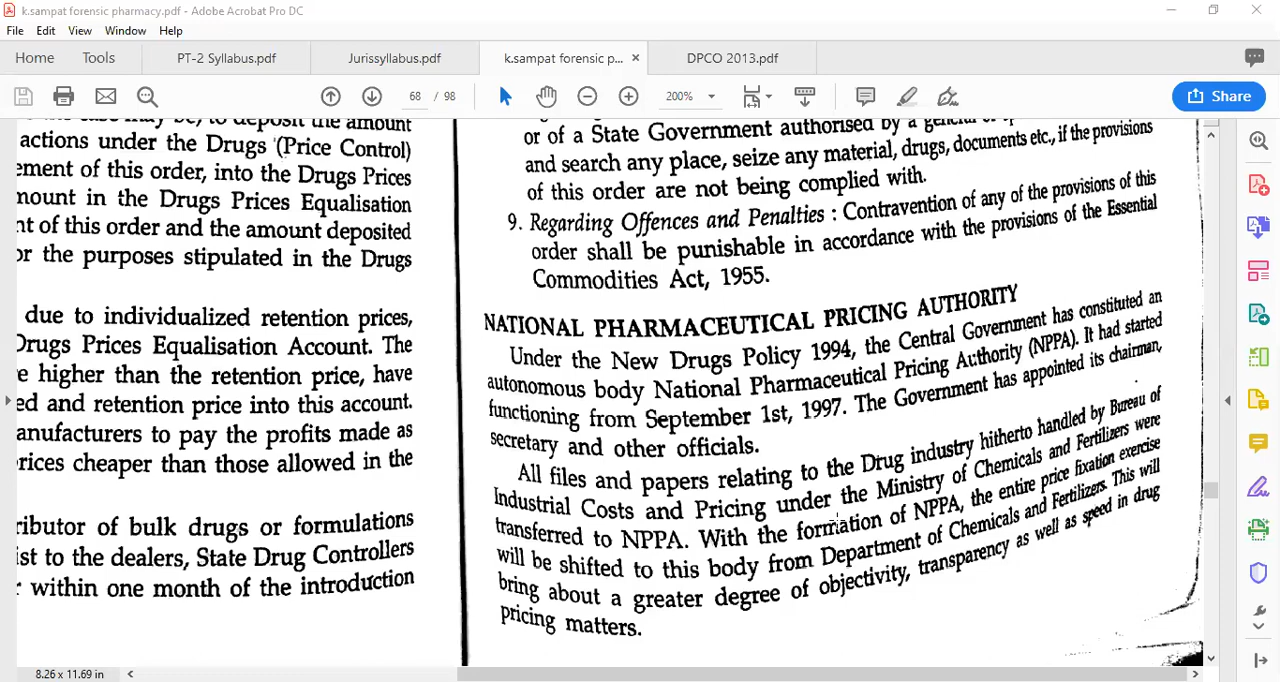 k.sampat forensic pharmacy.pdf - Adobe Acrobat Pro DC
File Edit View Window Help
Home Tools PT-2 Syllabus.pdf Jurissyllabus.pdf k.sampat forensic p... × DPCO 2013.pdf
68 / 98 200% Share
to deposit the amount
actions under the Drugs (Price Control)
ement of this order, into the Drugs Prices
mount in the Drugs Prices Equalisation
nt of this order and the amount deposited
or the purposes stipulated in the Drugs
due to individualized retention prices,
Drugs Prices Equalisation Account. The
e higher than the retention price, have
ed and retention price into this account.
anufacturers to pay the profits made as
rices cheaper than those allowed in the
ributor of bulk drugs or formulations
ist to the dealers, State Drug Controllers
r within one month of the introduction
or of a State Government authorised by a
and search any place, seize any material, drugs, documents etc., if the provisions
of this order are not being complied with.
9. Regarding Offences and Penalties : Contravention of any of the provisions of this
order shall be punishable in accordance with the provisions of the Essential
Commodities Act, 1955.
NATIONAL PHARMACEUTICAL PRICING AUTHORITY
Under the New Drugs Policy 1994, the Central Government has constituted an
autonomous body National Pharmaceutical Pricing Authority (NPPA). It had started
functioning from September 1st, 1997. The Government has appointed its chairman,
secretary and other officials.
All files and papers relating to the Drug industry hitherto handled by Bureau of
Industrial Costs and Pricing under the Ministry of Chemicals and Fertilizers were
transferred to NPPA. With the formation of NPPA, the entire price fixation exercise
will be shifted to this body from Department of Chemicals and Fertilizers. This will
bring about a greater degree of objectivity, transparency as well as speed in drug
pricing matters.
8.26 x 11.69 in